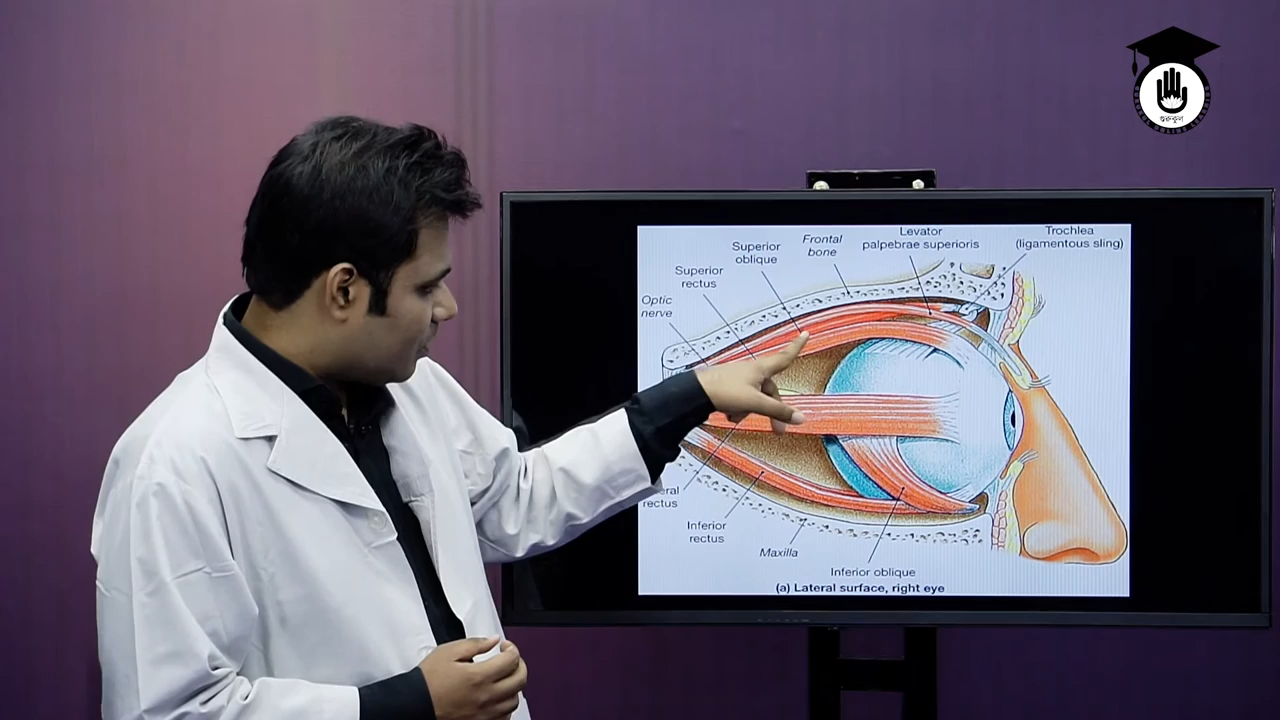 গুরুকুল
Levator
palpebrae superioris
Trochlea
(ligamentous sling)
Frontal
bone
Superior
oblique
Superior
rectus
Optic
nerve
rectus
Inferior
rectus
Maxilla
Inferior oblique
(a) Lateral surface, right eye